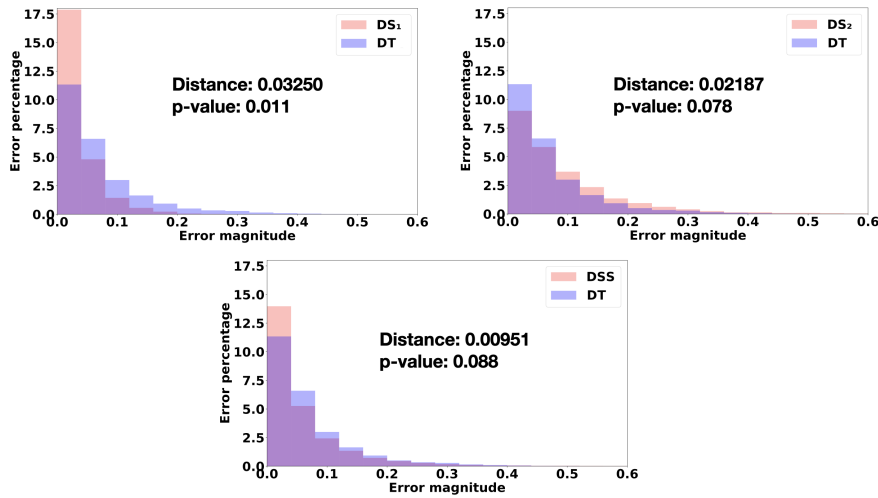 17.5
15.0
12.5
10.0
7.5
5.0
2.5
0.0
Error percentage
DS₁
DT
Distance: 0.03250
p-value: 0.011
0.0 0.1 0.2 0.3 0.4 0.5 0.6
Error magnitude
17.5
15.0
12.5
10.0
7.5
5.0
2.5
0.0
Error percentage
DS₂
DT
Distance: 0.02187
p-value: 0.078
0 0.1 0.2 0.3 0.4 0.5 0.6
Error magnitude
17.5
15.0
12.5
10.0
7.5
5.0
2.5
0.0
Error percentage
DSS
DT
Distance: 0.00951
p-value: 0.088
0.0 0.1 0.2 0.3 0.4 0.5 0.6
Error magnitude